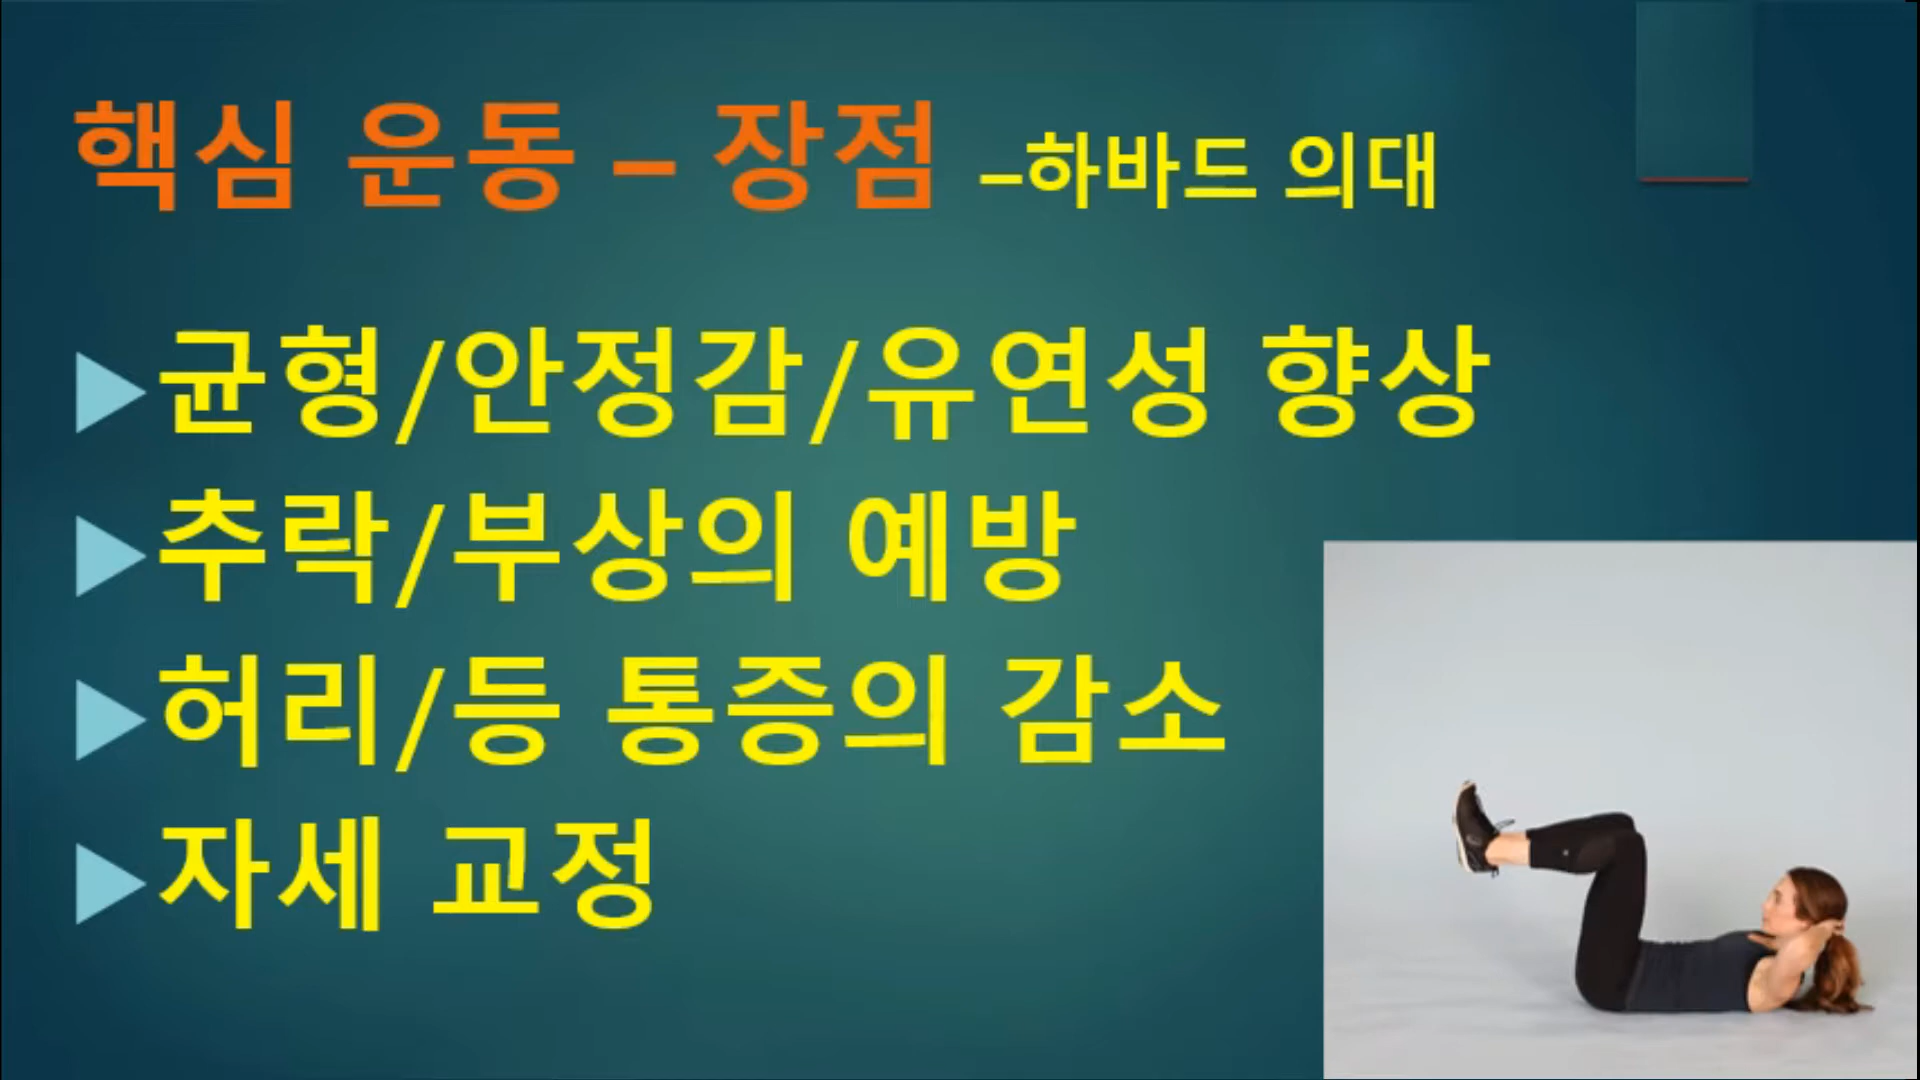 핵심 운동 – 장점 –하바드 의대
균형/안정감/유연성 향상
추락/부상의 예방
허리/등 통증의 감소
자세 교정